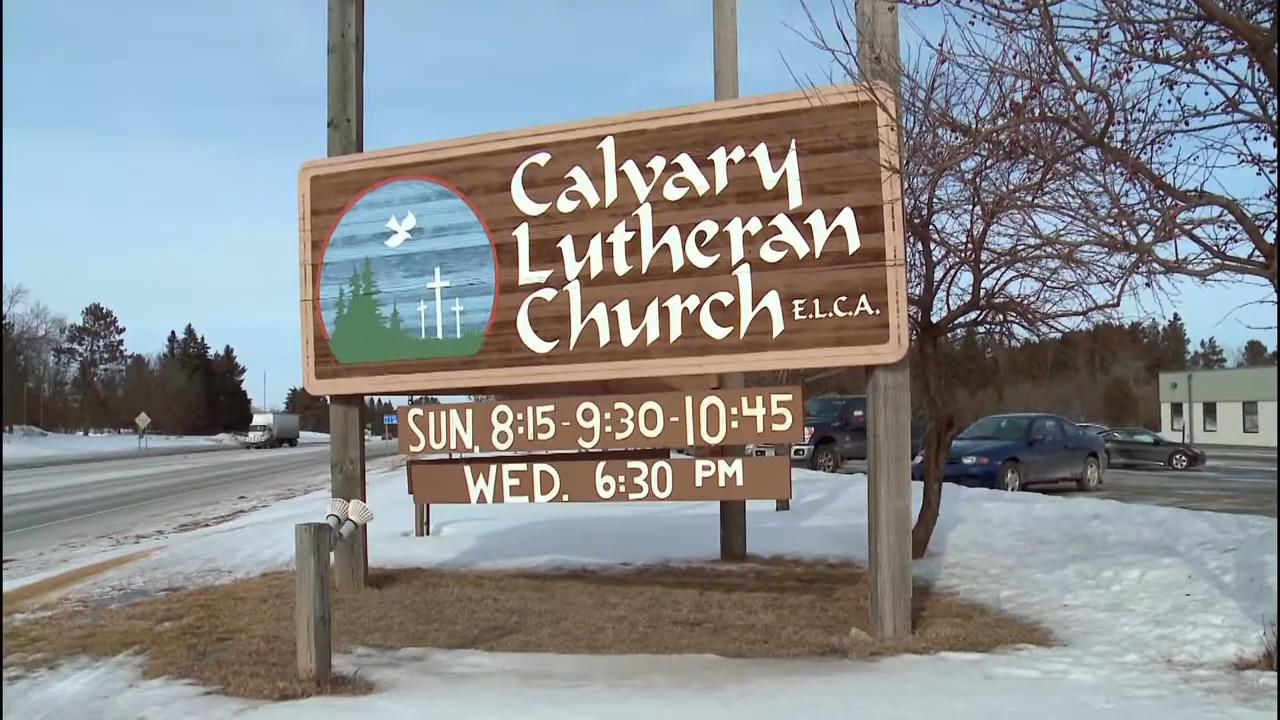 Calvary
Lutheran
Church E.L.C.A.
SUN. 8:15-9:30-10:45
WED. 6:30 PM